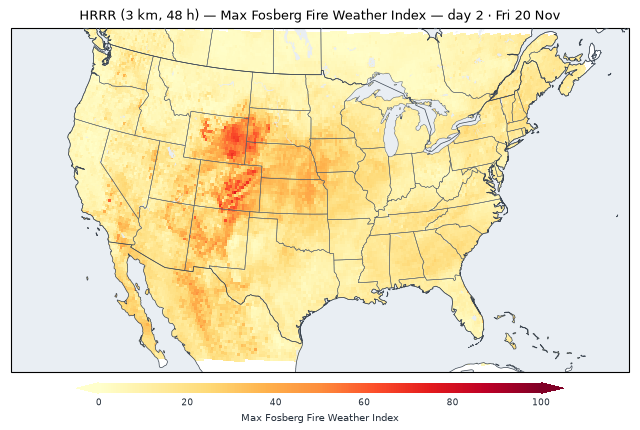 HRRR (3 km, 48 h) — Max Fosberg Fire Weather Index — day 2 · Fri 20 Nov
0 20 40 60 80 100
Max Fosberg Fire Weather Index